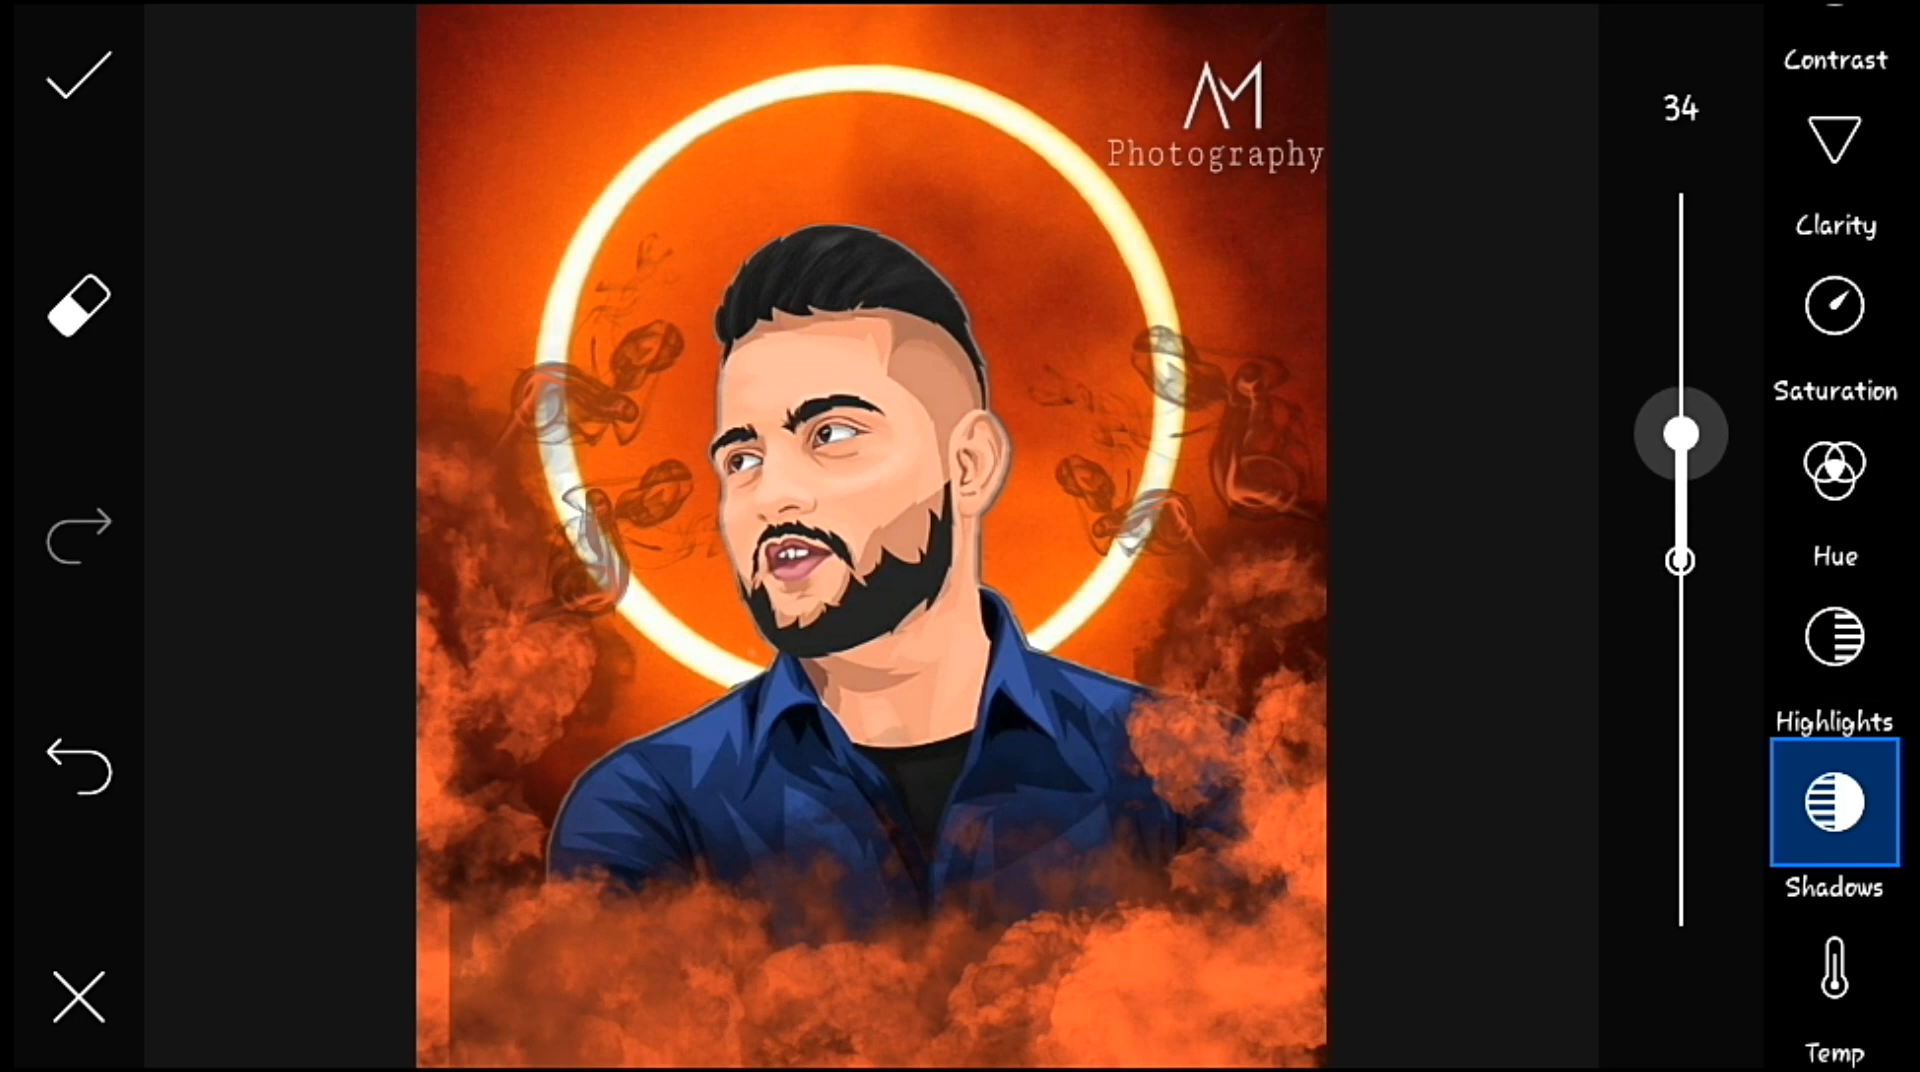 AM
Photography
34
Contrast
Clarity
Saturation
Hue
Highlights
Shadows
Temp